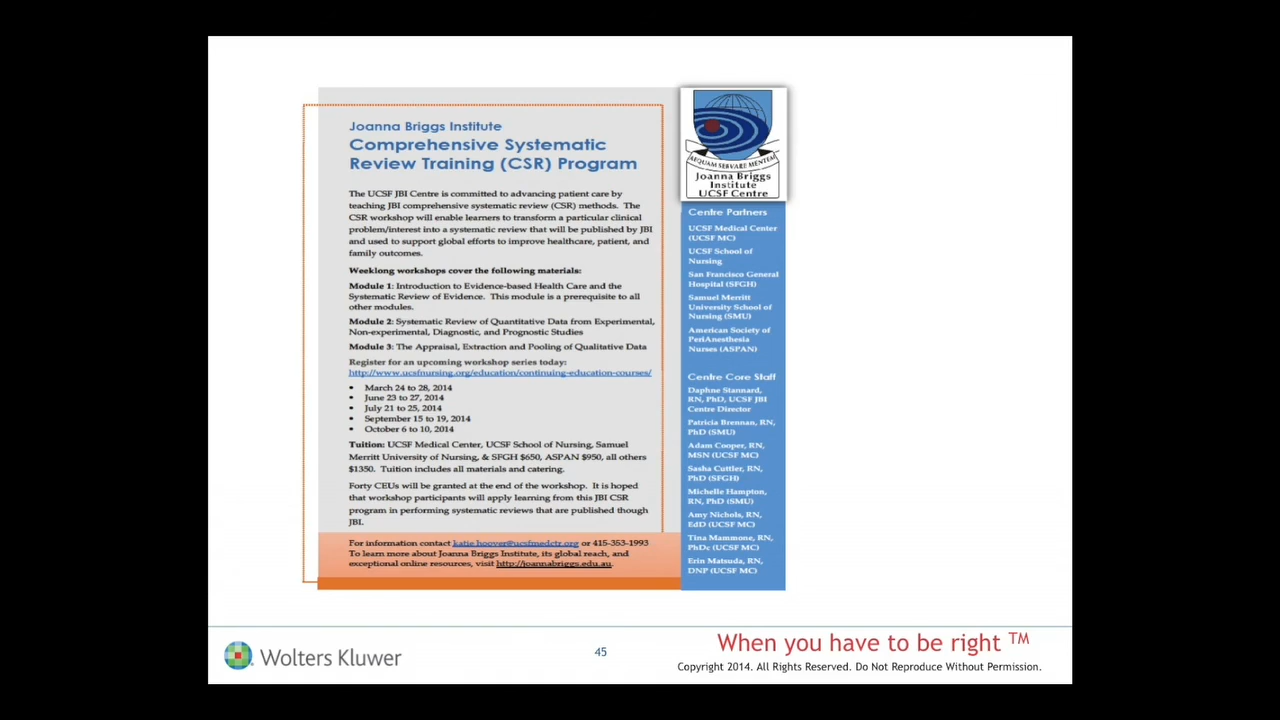 Joanna Briggs Institute
Comprehensive Systematic
Review Training (CSR) Program
The UCSF JBI Centre is committed to advancing patient care by
teaching JBI comprehensive systematic review (CSR) methods. The
CSR workshop will enable learners to transform a particular clinical
problem/interest into a systematic review that will be published by JBI
and used to support global efforts to improve healthcare, patient, and
family outcomes.
Weeklong workshops cover the following materials:
Module 1: Introduction to Evidence-based Health Care and the
Systematic Review of Evidence. This module is a prerequisite to all
other modules.
Module 2: Systematic Review of Quantitative Data from Experimental,
Non-experimental, Diagnostic, and Prognostic Studies
Module 3: The Appraisal, Extraction and Pooling of Qualitative Data
Register for an upcoming workshop series today:
http://www.ucsfnursing.org/education/continuing-education-courses/
• March 24 to 28, 2014
• June 23 to 27, 2014
• July 21 to 25, 2014
• September 15 to 19, 2014
• October 6 to 10, 2014
Tuition: UCSF Medical Center, UCSF School of Nursing, Samuel
Merritt University of Nursing, & SFGH $650, ASPAN $950, all others
$1350. Tuition includes all materials and catering.
Forty CEUs will be granted at the end of the workshop. It is hoped
that workshop participants will apply learning from this JBI CSR
program in performing systematic reviews that are published though
JBI.
For information contact katie.hoover@ucsfmedctr.org or 415-353-1993
To learn more about Joanna Briggs Institute, its global reach, and
exceptional online resources, visit http://joannabriggs.edu.au.
AEQUAM SERVARE MENTEM
Joanna Briggs
Institute
UCSF Centre
Centre Partners
UCSF Medical Center
(UCSF MC)
UCSF School of
Nursing
San Francisco General
Hospital (SFGH)
Samuel Merritt
University School of
Nursing (SMU)
American Society of
PeriAnesthesia
Nurses (ASPAN)
Centre Core Staff
Daphne Stannard,
RN, PhD, UCSF JBI
Centre Director
Patricia Brennan, RN,
PhD (SMU)
Adam Cooper, RN,
MSN (UCSF MC)
Sasha Cuttler, RN,
PhD (SFGH)
Michelle Hampton,
RN, PhD (SMU)
Amy Nichols, RN,
EdD (UCSF MC)
Tina Mammone, RN,
PhDc (UCSF MC)
Erin Matsuda, RN,
DNP (UCSF MC)
Wolters Kluwer
45
When you have to be right TM
Copyright 2014. All Rights Reserved. Do Not Reproduce Without Permission.